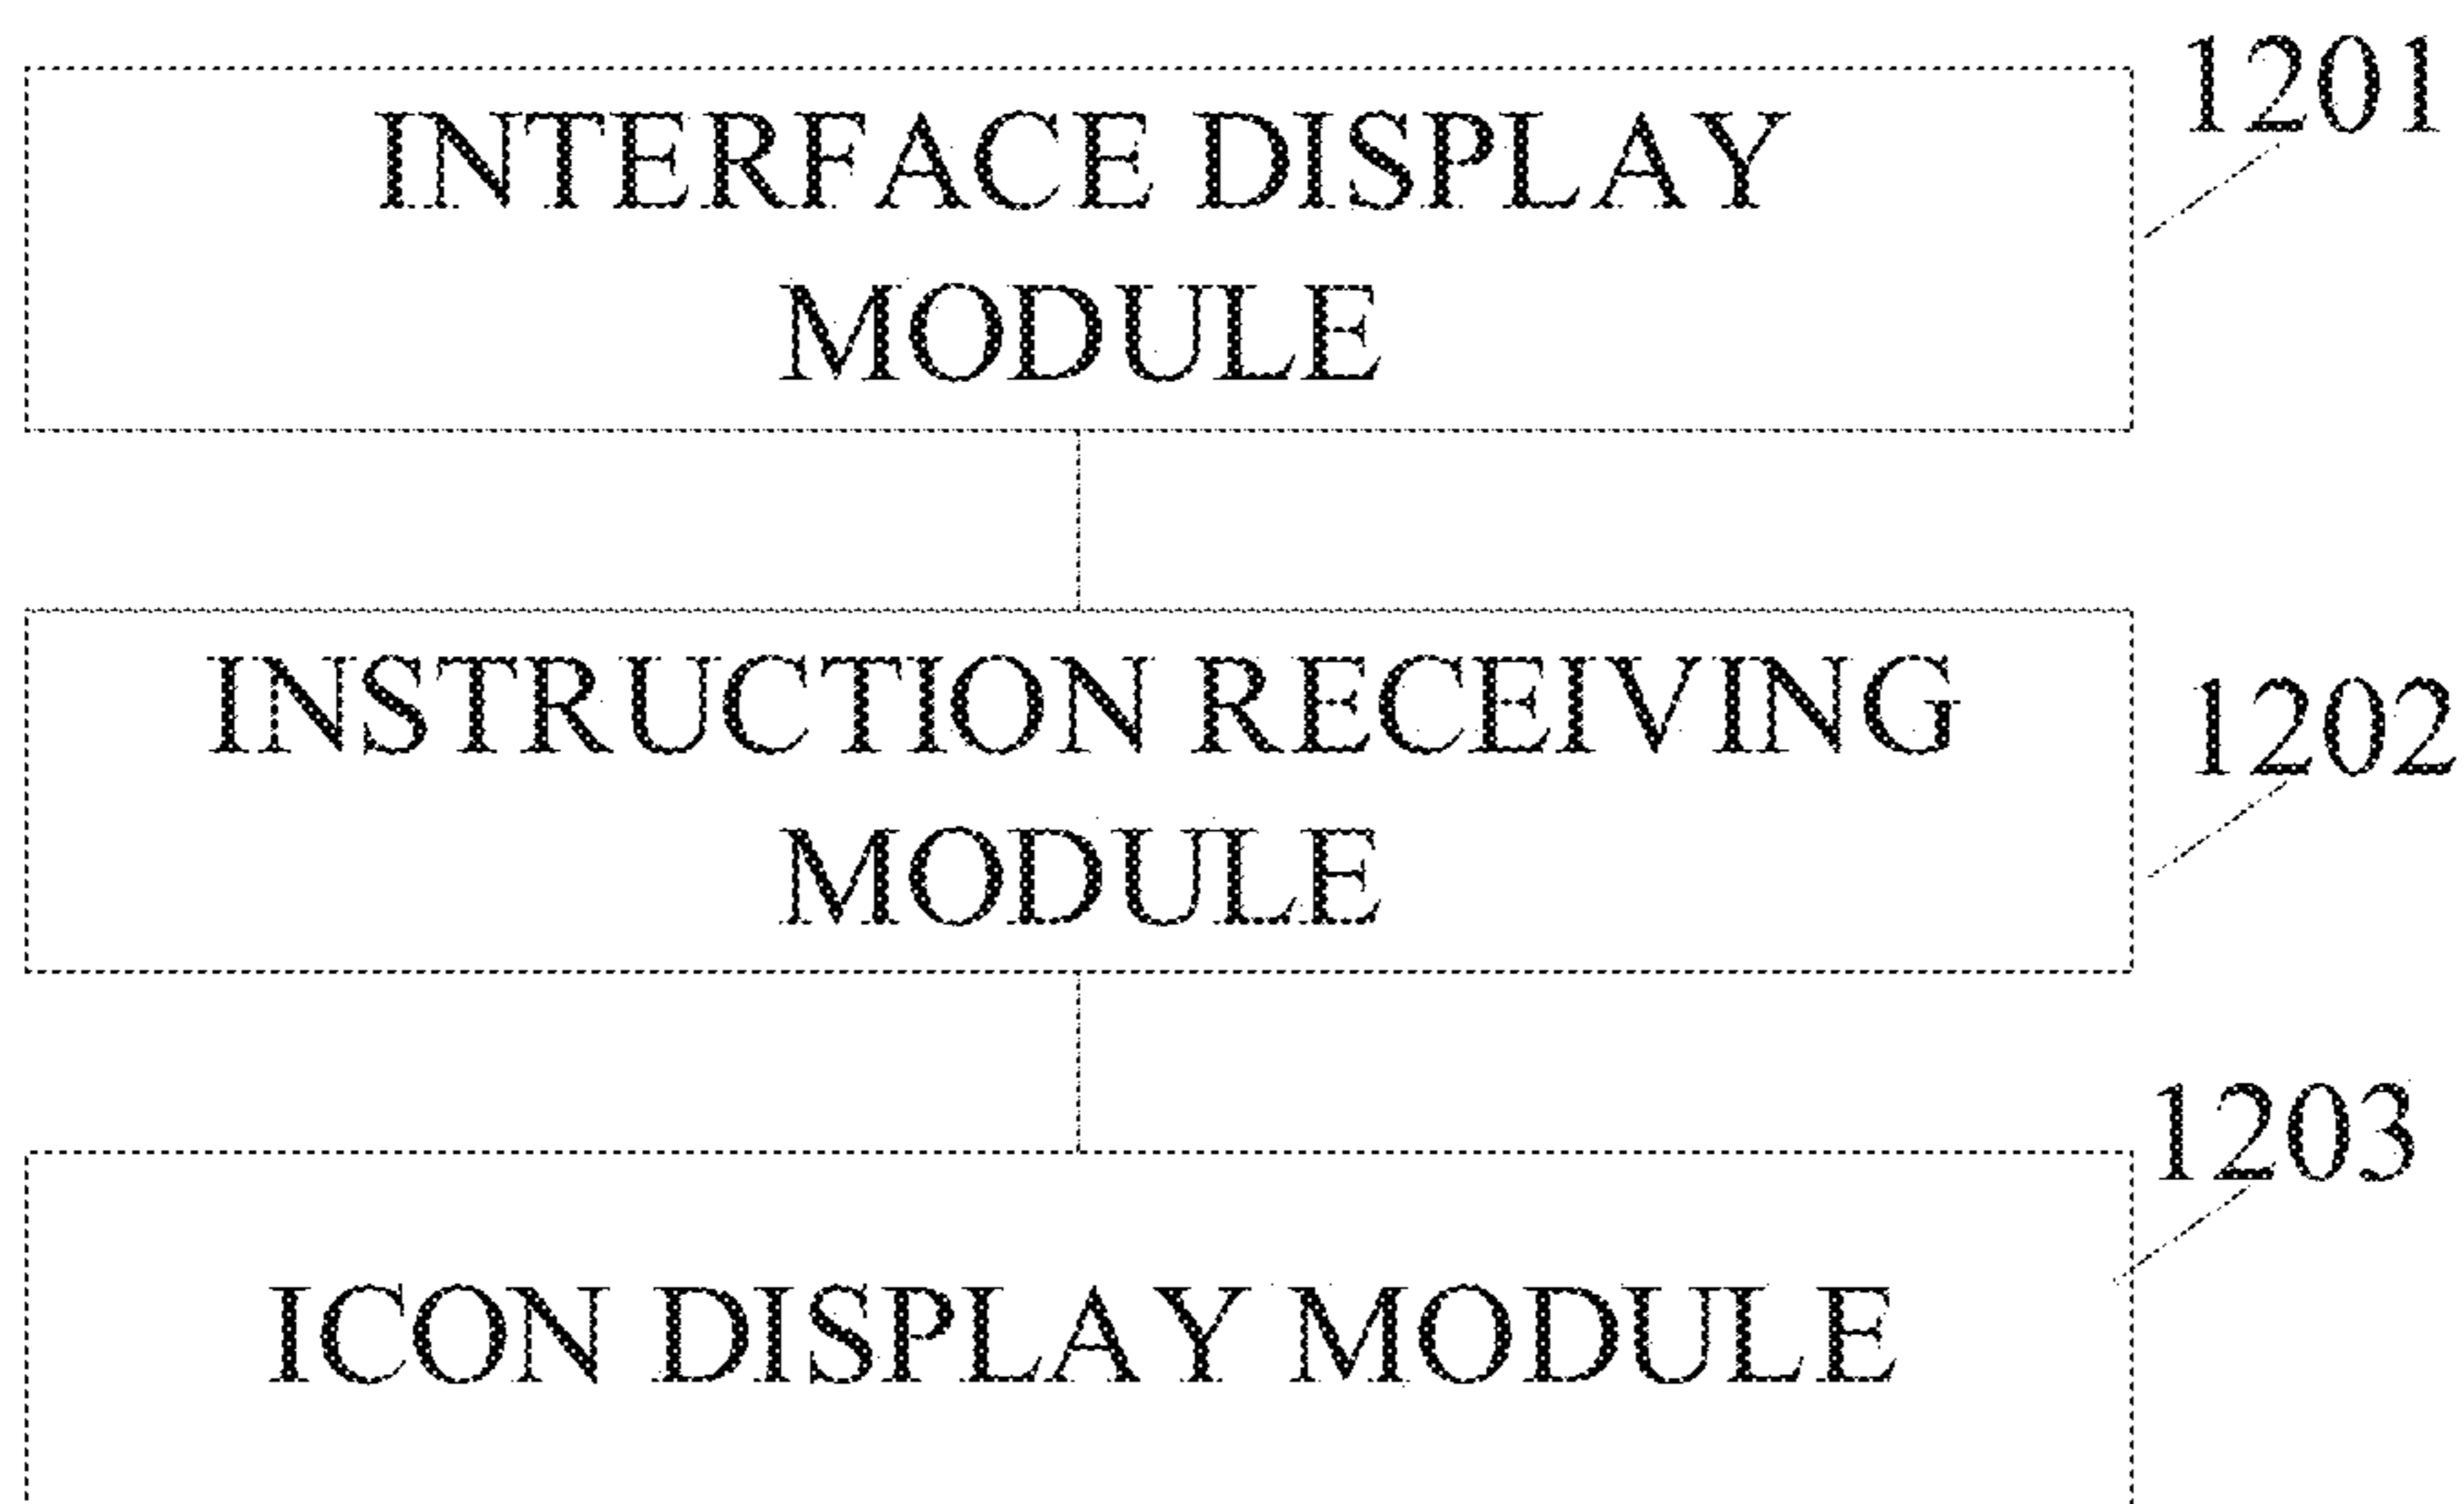 1201
INTERFACE DISPLAY
MODULE
INSTRUCTION RECEIVING
1202
MODULE
1203
ICON DISPLAY MODULE